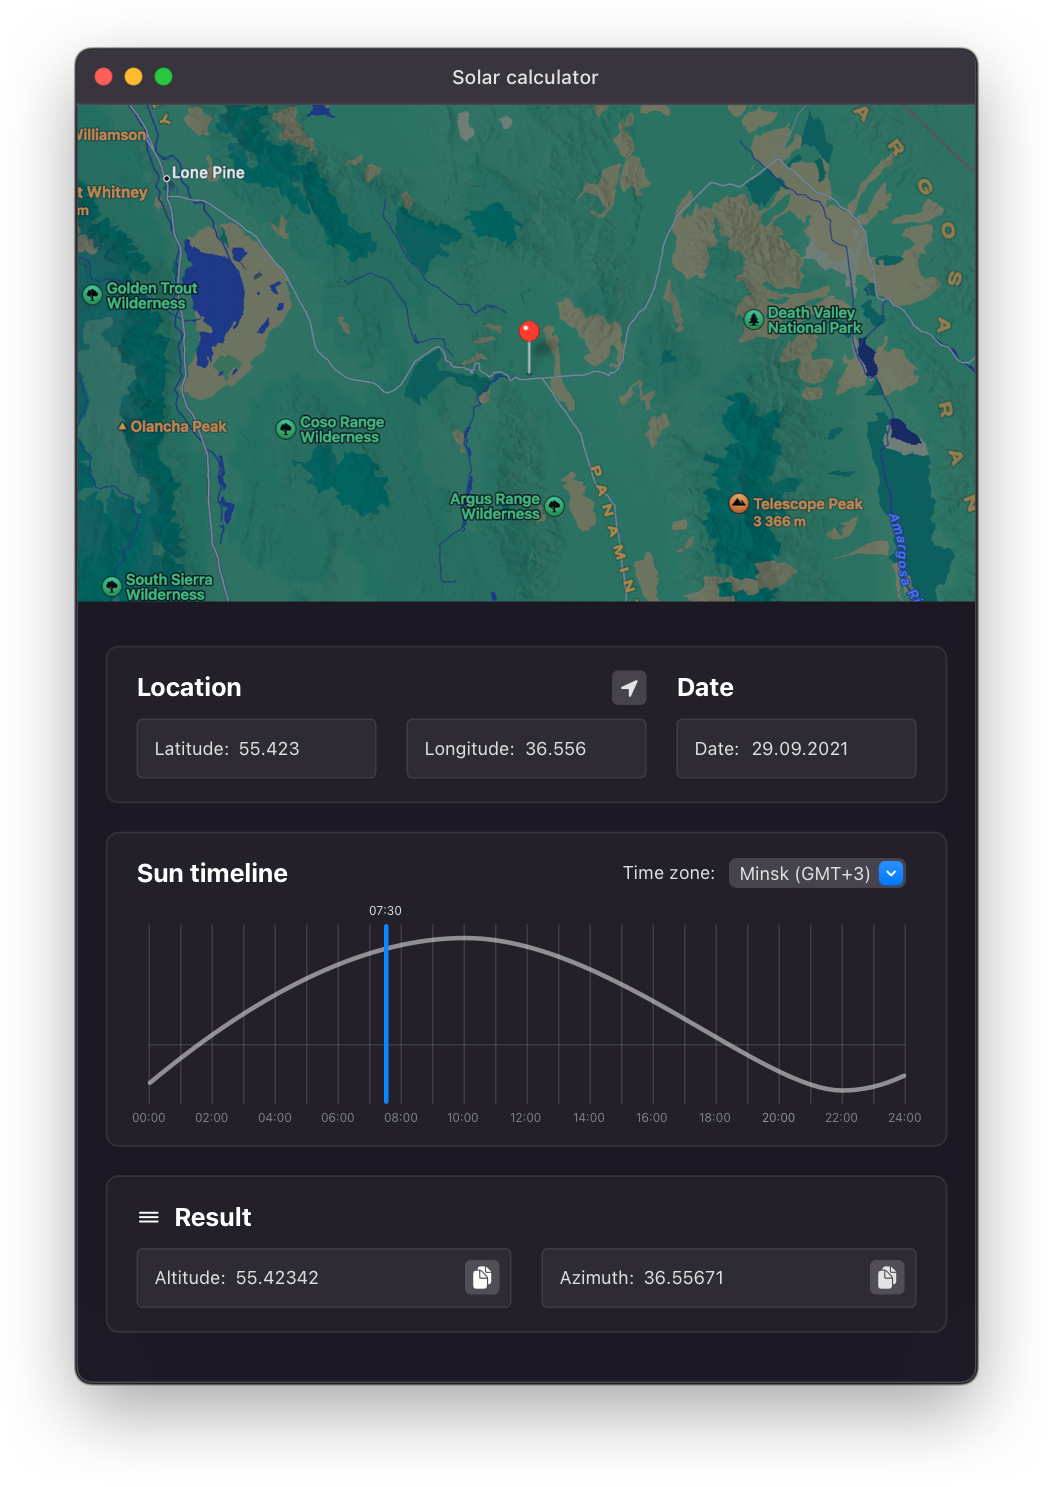 Solar calculator
Y
Williamson
Lone Pine
t Whitney
m
Golden Trout
Wilderness
Death Valley
National Park
Olancha Peak
Coso Range
Wilderness
Argus Range
Wilderness
Telescope Peak
3 366 m
South Sierra
Wilderness
PANAMINT
ARGOSARAN
Amargosa Ri
Location
Date
Latitude: 55.423
Longitude: 36.556
Date: 29.09.2021
Sun timeline
Time zone: Minsk (GMT+3)
07:30
00:00 02:00 04:00 06:00 08:00 10:00 12:00 14:00 16:00 18:00 20:00 22:00 24:00
Result
Altitude: 55.42342
Azimuth: 36.55671